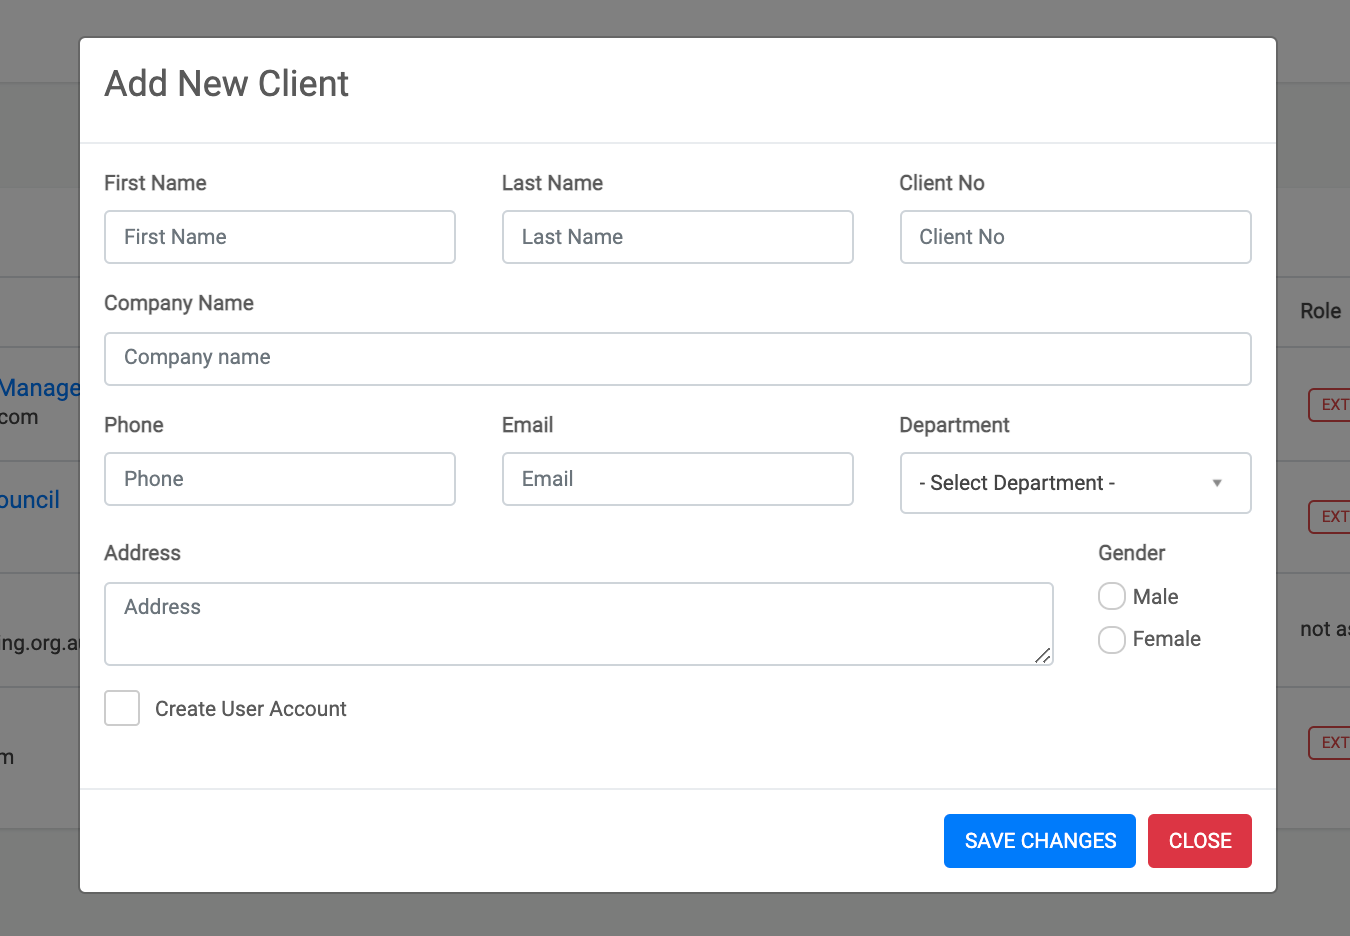 Add New Client
First Name Last Name Client No
First Name Last Name Client No
Company Name
Role
Company name
Manage
EXT
com
Phone Email Department
Phone Email - Select Department -
ouncil
EXT
Address Gender
Address Male
not as
Female
ing.org.au
Create User Account
EXT
m
SAVE CHANGES CLOSE